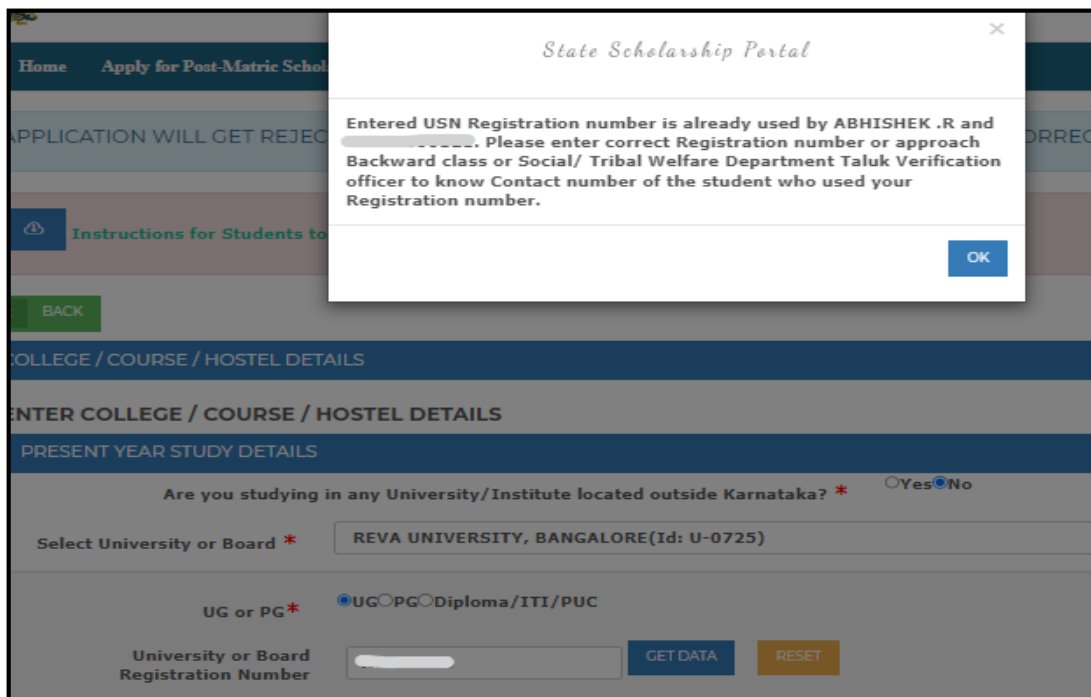 State Scholarship Portal
×
Home Apply for Post-Matric Schol
Entered USN Registration number is already used by ABHISHEK .R and
. Please enter correct Registration number or approach
Backward class or Social/ Tribal Welfare Department Taluk Verification
officer to know Contact number of the student who used your
Registration number.
APPLICATION WILL GET REJEC ORREC
Instructions for Students to
OK
BACK
COLLEGE / COURSE / HOSTEL DETAILS
ENTER COLLEGE / COURSE / HOSTEL DETAILS
PRESENT YEAR STUDY DETAILS
Are you studying in any University/Institute located outside Karnataka? * Yes No
Select University or Board * REVA UNIVERSITY, BANGALORE(Id: U-0725)
UG or PG* UG PG Diploma/ITI/PUC
University or Board
Registration Number GET DATA RESET